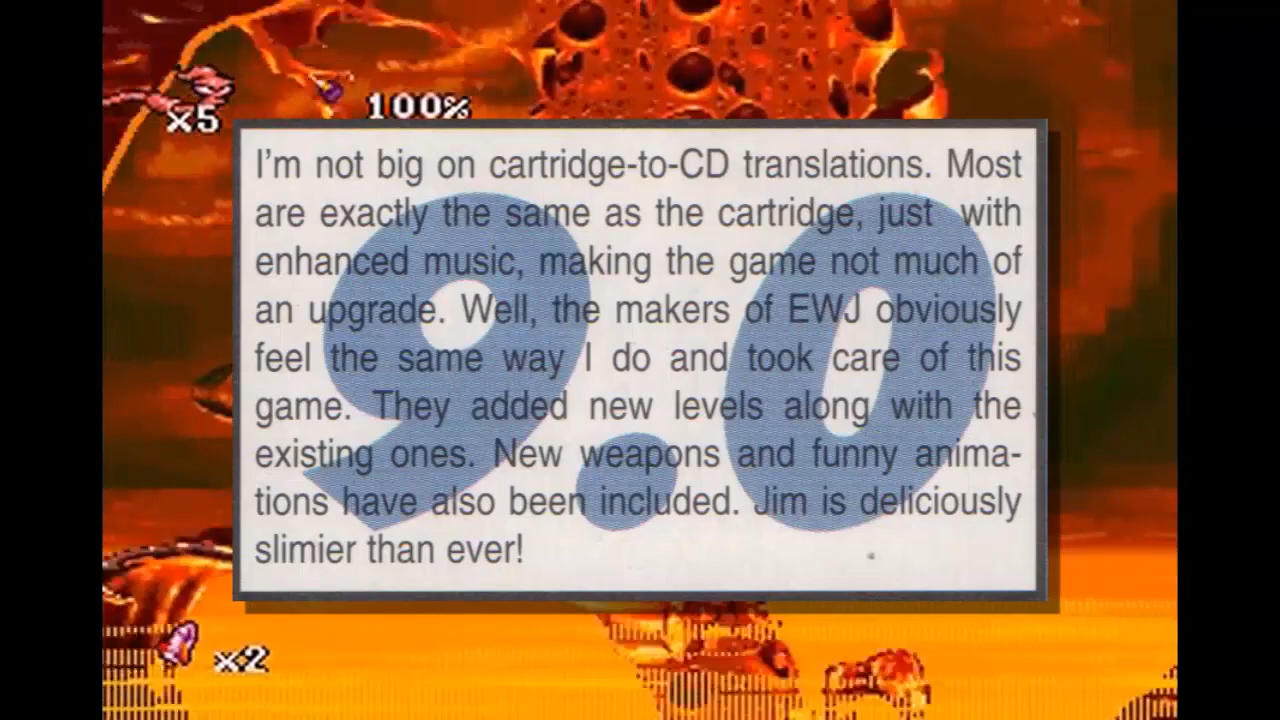 x5
100%
I'm not big on cartridge-to-CD translations. Most
are exactly the same as the cartridge, just with
enhanced music, making the game not much of
an upgrade. Well, the makers of EWJ obviously
feel the same way I do and took care of this
game. They added new levels along with the
existing ones. New weapons and funny anima-
tions have also been included. Jim is deliciously
slimier than ever!
9.0
x2